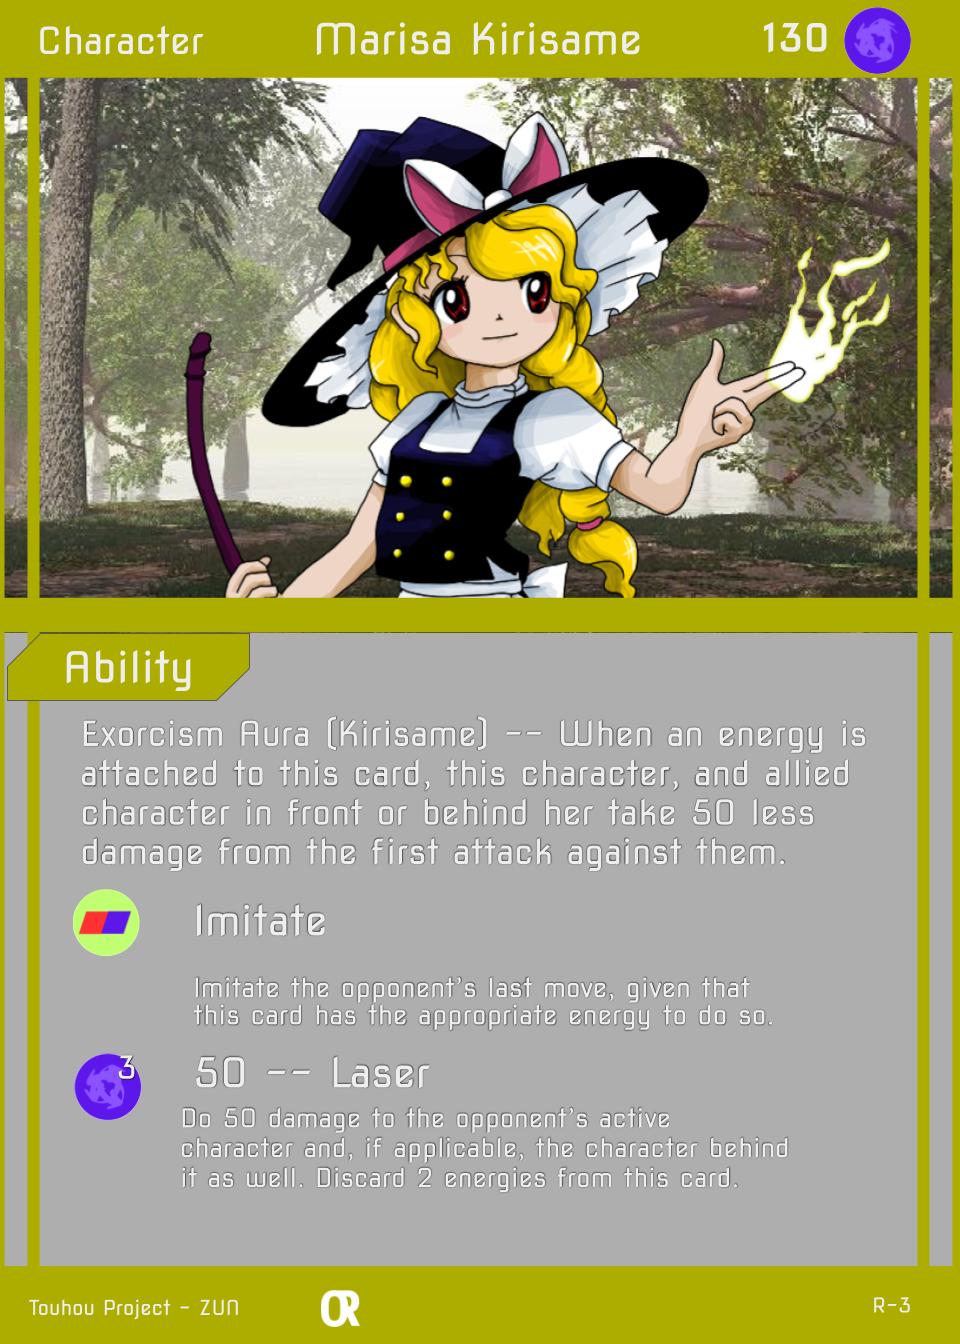 Character Marisa Kirisame 130
Ability
Exorcism Aura (Kirisame) -- When an energy is
attached to this card, this character, and allied
character in front or behind her take 50 less
damage from the first attack against them.
Imitate
Imitate the opponent's last move, given that
this card has the appropriate energy to do so.
3
50 -- Laser
Do 50 damage to the opponent's active
character and, if applicable, the character behind
it as well. Discard 2 energies from this card.
Touhou Project - ZUN OR R-3